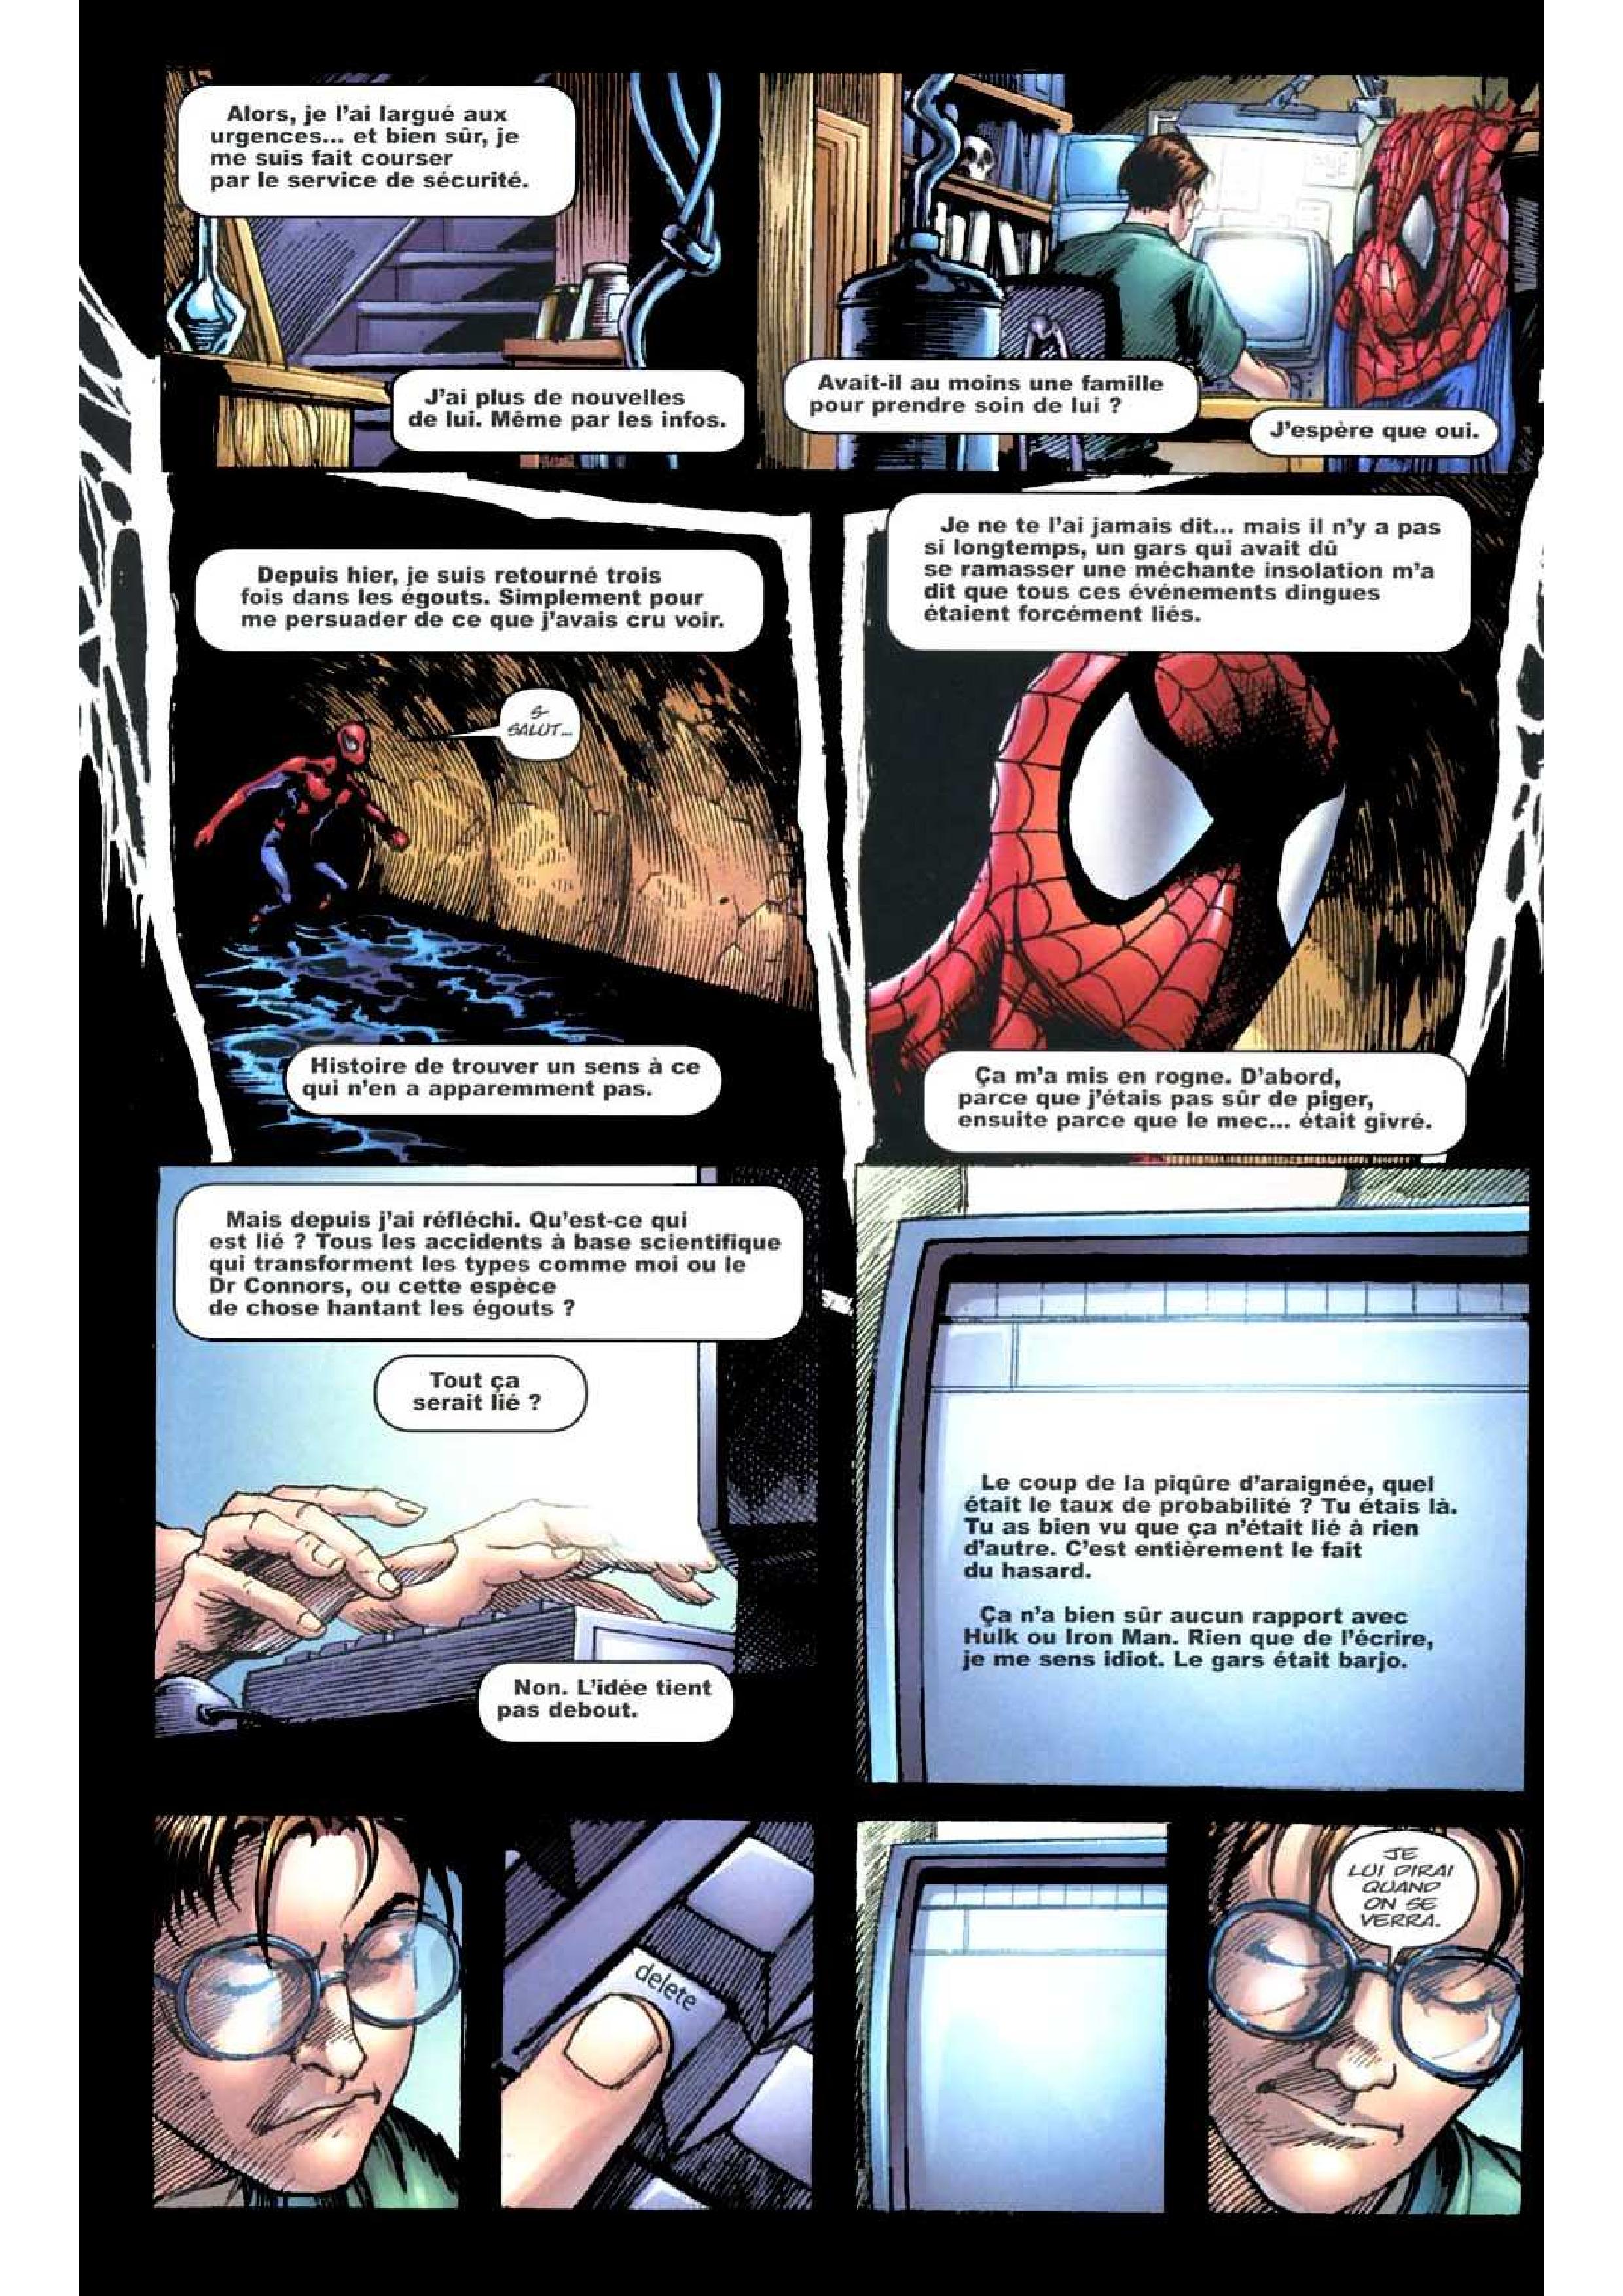 Alors, je l'ai largué aux
urgences... et bien sûr, je
me suis fait courser
par le service de sécurité.
J'ai plus de nouvelles
de lui. Même par les infos.
Avait-il au moins une famille
pour prendre soin de lui ?
J'espère que oui.
Depuis hier, je suis retourné trois
fois dans les égouts. Simplement pour
me persuader de ce que j'avais cru voir.
S-
SALUT...
Histoire de trouver un sens à ce
qui n'en a apparemment pas.
Je ne te l'ai jamais dit... mais il n'y a pas
si longtemps, un gars qui avait dû
se ramasser une méchante insolation m'a
dit que tous ces événements dingues
étaient forcément liés.
Ça m'a mis en rogne. D'abord,
parce que j'étais pas sûr de piger,
ensuite parce que le mec... était givré.
Mais depuis j'ai réfléchi. Qu'est-ce qui
est lié ? Tous les accidents à base scientifique
qui transforment les types comme moi ou le
Dr Connors, ou cette espèce
de chose hantant les égouts ?
Tout ça
serait lié ?
Non. L'idée tient
pas debout.
Le coup de la piqûre d'araignée, quel
était le taux de probabilité ? Tu étais là.
Tu as bien vu que ça n'était lié à rien
d'autre. C'est entièrement le fait
du hasard.
Ça n'a bien sûr aucun rapport avec
Hulk ou Iron Man. Rien que de l'écrire,
je me sens idiot. Le gars était barjo.
delete
JE
LUI DIRAI
QUAND
ON SE
VERRA.